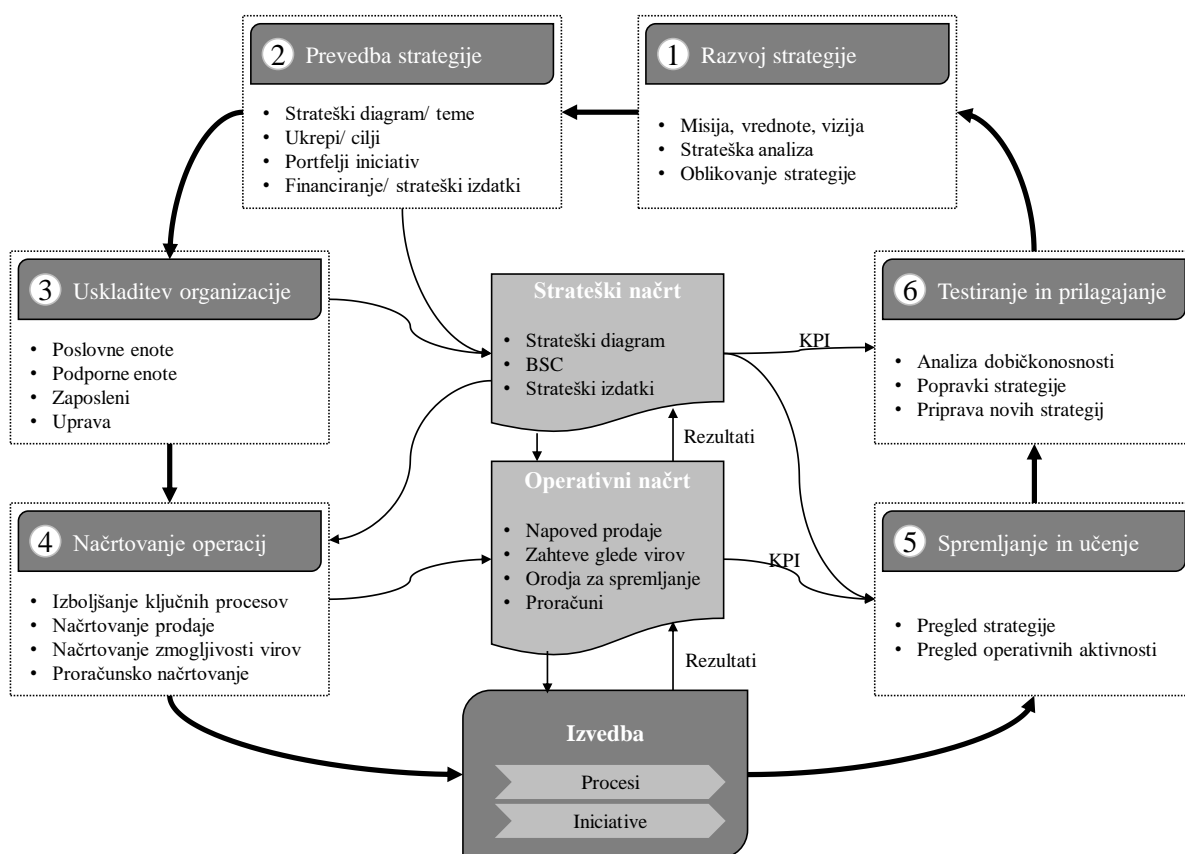 1 Razvoj strategije
• Misija, vrednote, vizija
• Strateška analiza
• Oblikovanje strategije
2 Prevedba strategije
• Strateški diagram/ teme
• Ukrepi/ cilji
• Portfelji iniciativ
• Financiranje/ strateški izdatki
3 Uskladitev organizacije
• Poslovne enote
• Podporne enote
• Zaposleni
• Uprava
4 Načrtovanje operacij
• Izboljšanje ključnih procesov
• Načrtovanje prodaje
• Načrtovanje zmogljivosti virov
• Proračunsko načrtovanje
Strateški načrt
• Strateški diagram
• BSC
• Strateški izdatki
KPI
Rezultati
Operativni načrt
• Napoved prodaje
• Zahteve glede virov
• Orodja za spremljanje
• Proračuni
KPI
Rezultati
Izvedba
Procesi
Iniciative
5 Spremljanje in učenje
• Pregled strategije
• Pregled operativnih aktivnosti
6 Testiranje in prilagajanje
• Analiza dobičkonosnosti
• Popravki strategije
• Priprava novih strategij